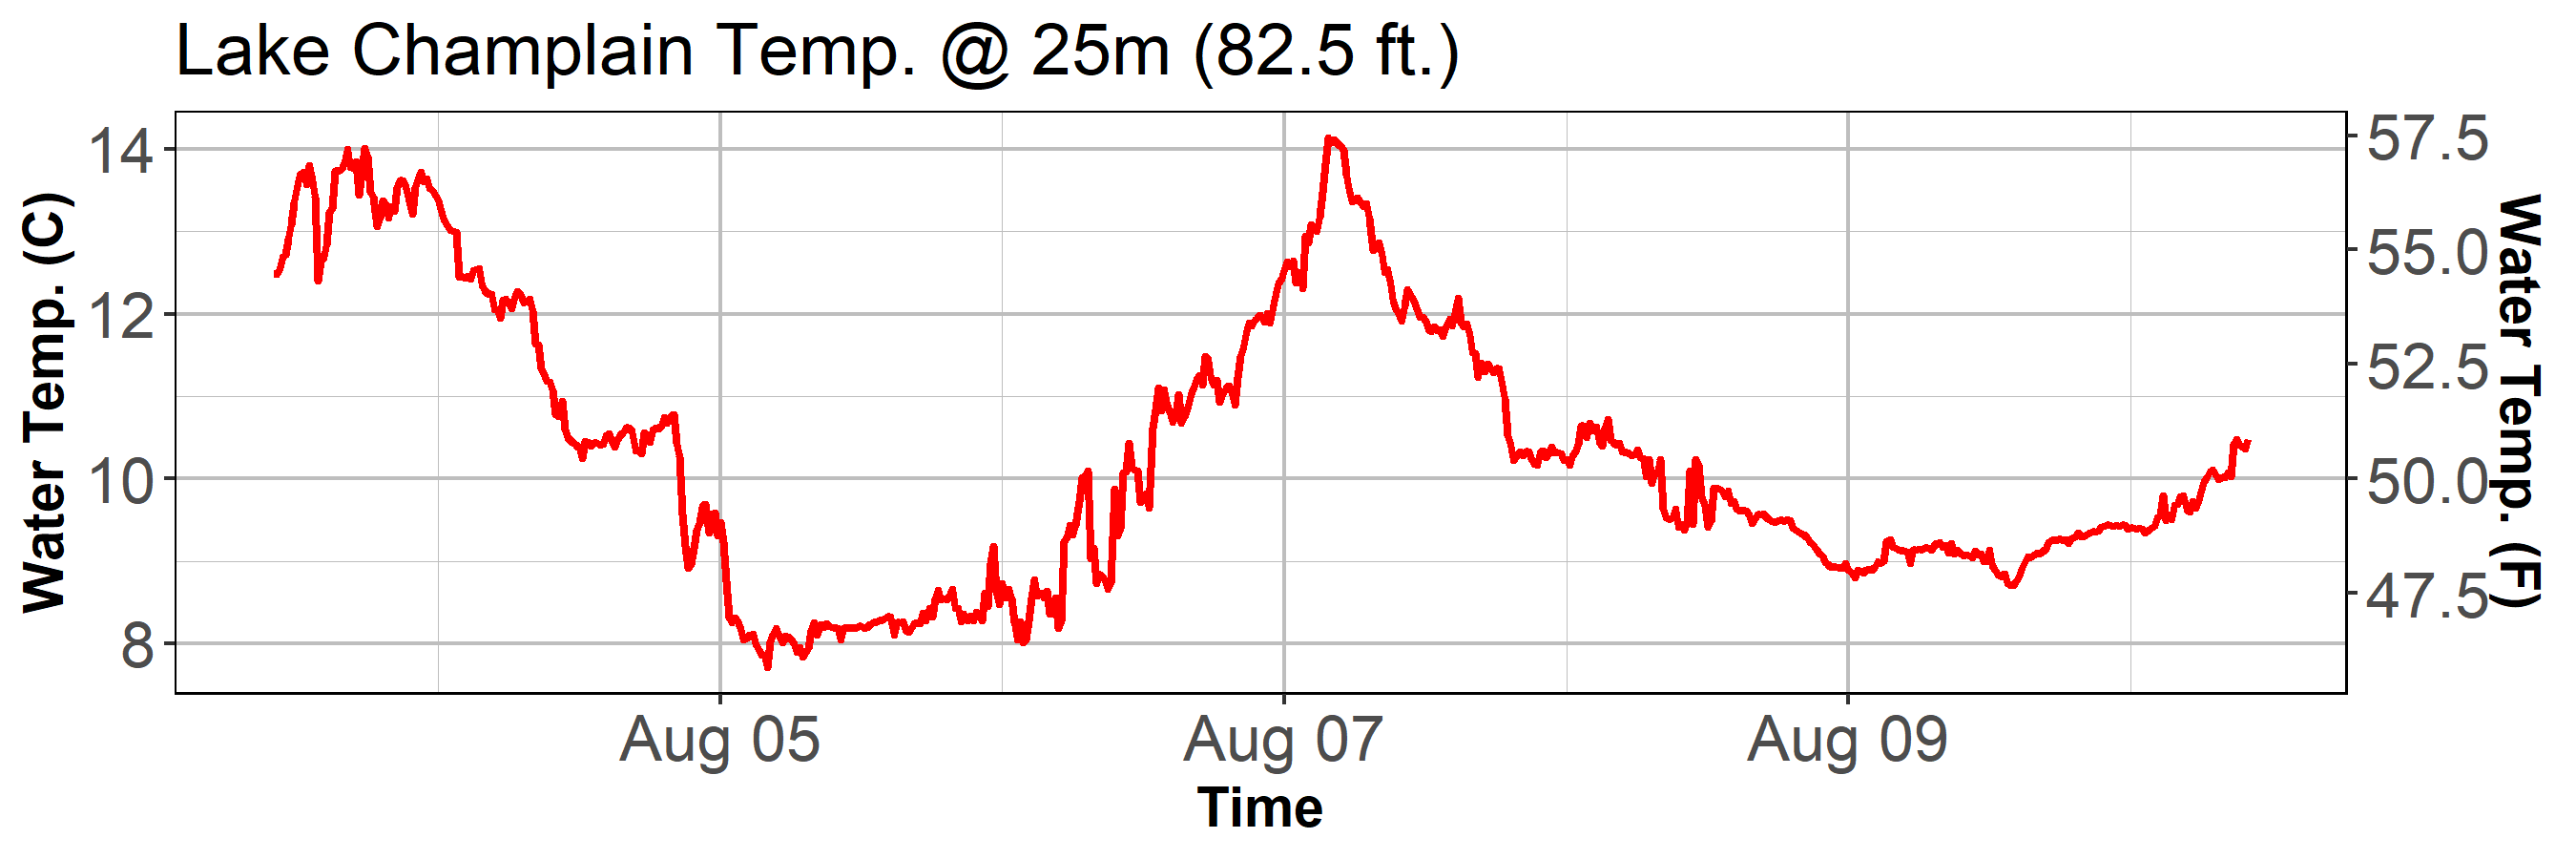 Lake Champlain Temp. @ 25m (82.5 ft.)
Water Temp. (C)
14
12
10
8
57.5
55.0
52.5
50.0
47.5
Water Temp. (F)
Aug 05 Aug 07 Aug 09
Time